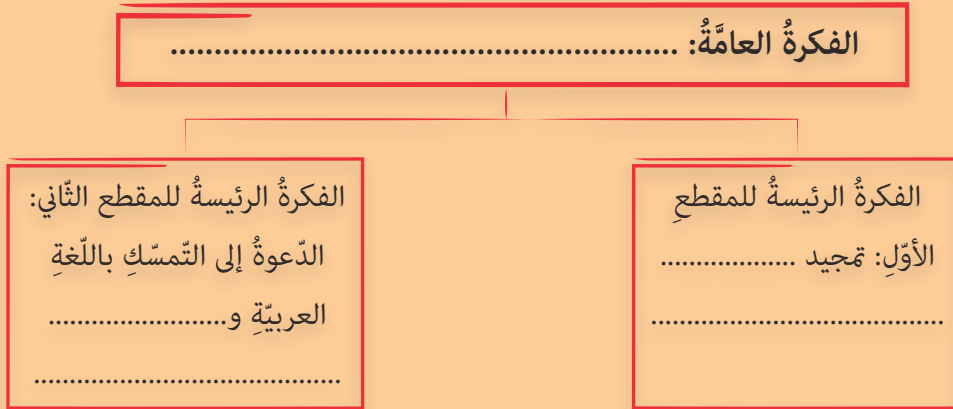 الفكرةُ العامَّةُ: ..........................................................
الفكرةُ الرئيسةُ للمقطعِ
الأوّلِ: تمجيد ...................
.........................................
الفكرةُ الرئيسةُ للمقطع الثّاني:
الدّعوةُ إلى التّمسّكِ باللّغةِ
العربيّةِ و.........................
...........................................